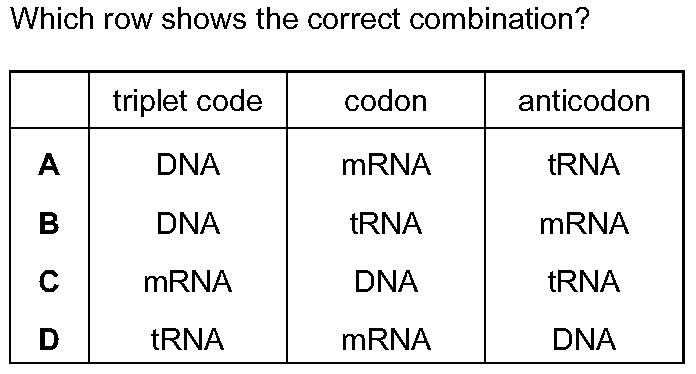 Which row shows the correct combination?
triplet code codon anticodon
A DNA mRNA tRNA
B DNA tRNA mRNA
C mRNA DNA tRNA
D tRNA mRNA DNA